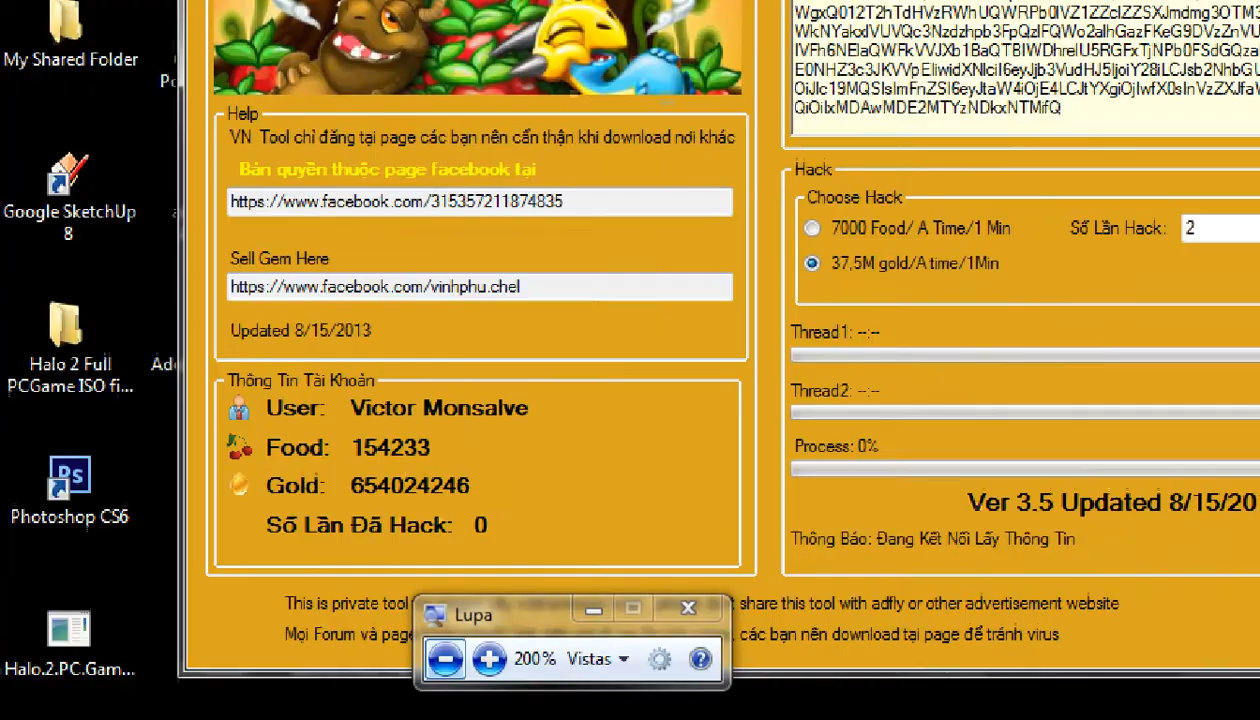 My Shared Folder
Google SketchUp
8
Halo 2 Full
PCGame ISO fi...
Photoshop CS6
Halo.2.PC.Gam...
Help
VN Tool chỉ đăng tại page các bạn nên cẩn thận khi download nơi khác
Bản quyền thuộc page facebook tại
https://www.facebook.com/315357211874835
Sell Gem Here
https://www.facebook.com/vinhphu.chel
Updated 8/15/2013
Thông Tin Tài Khoản
User: Victor Monsalve
Food: 154233
Gold: 654024246
Số Lần Đã Hack: 0
Hack
Choose Hack
7000 Food/ A Time/1 Min
Số Lần Hack: 2
37,5M gold/A time/1Min
Thread1: --:--
Thread2: --:--
Process: 0%
Ver 3.5 Updated 8/15/20
Thông Báo: Đang Kết Nối Lấy Thông Tin
This is private tool
share this tool with adfly or other advertisement website
Mọi Forum và
các bạn nên download tại page để tránh virus
Lupa
200% Vistas